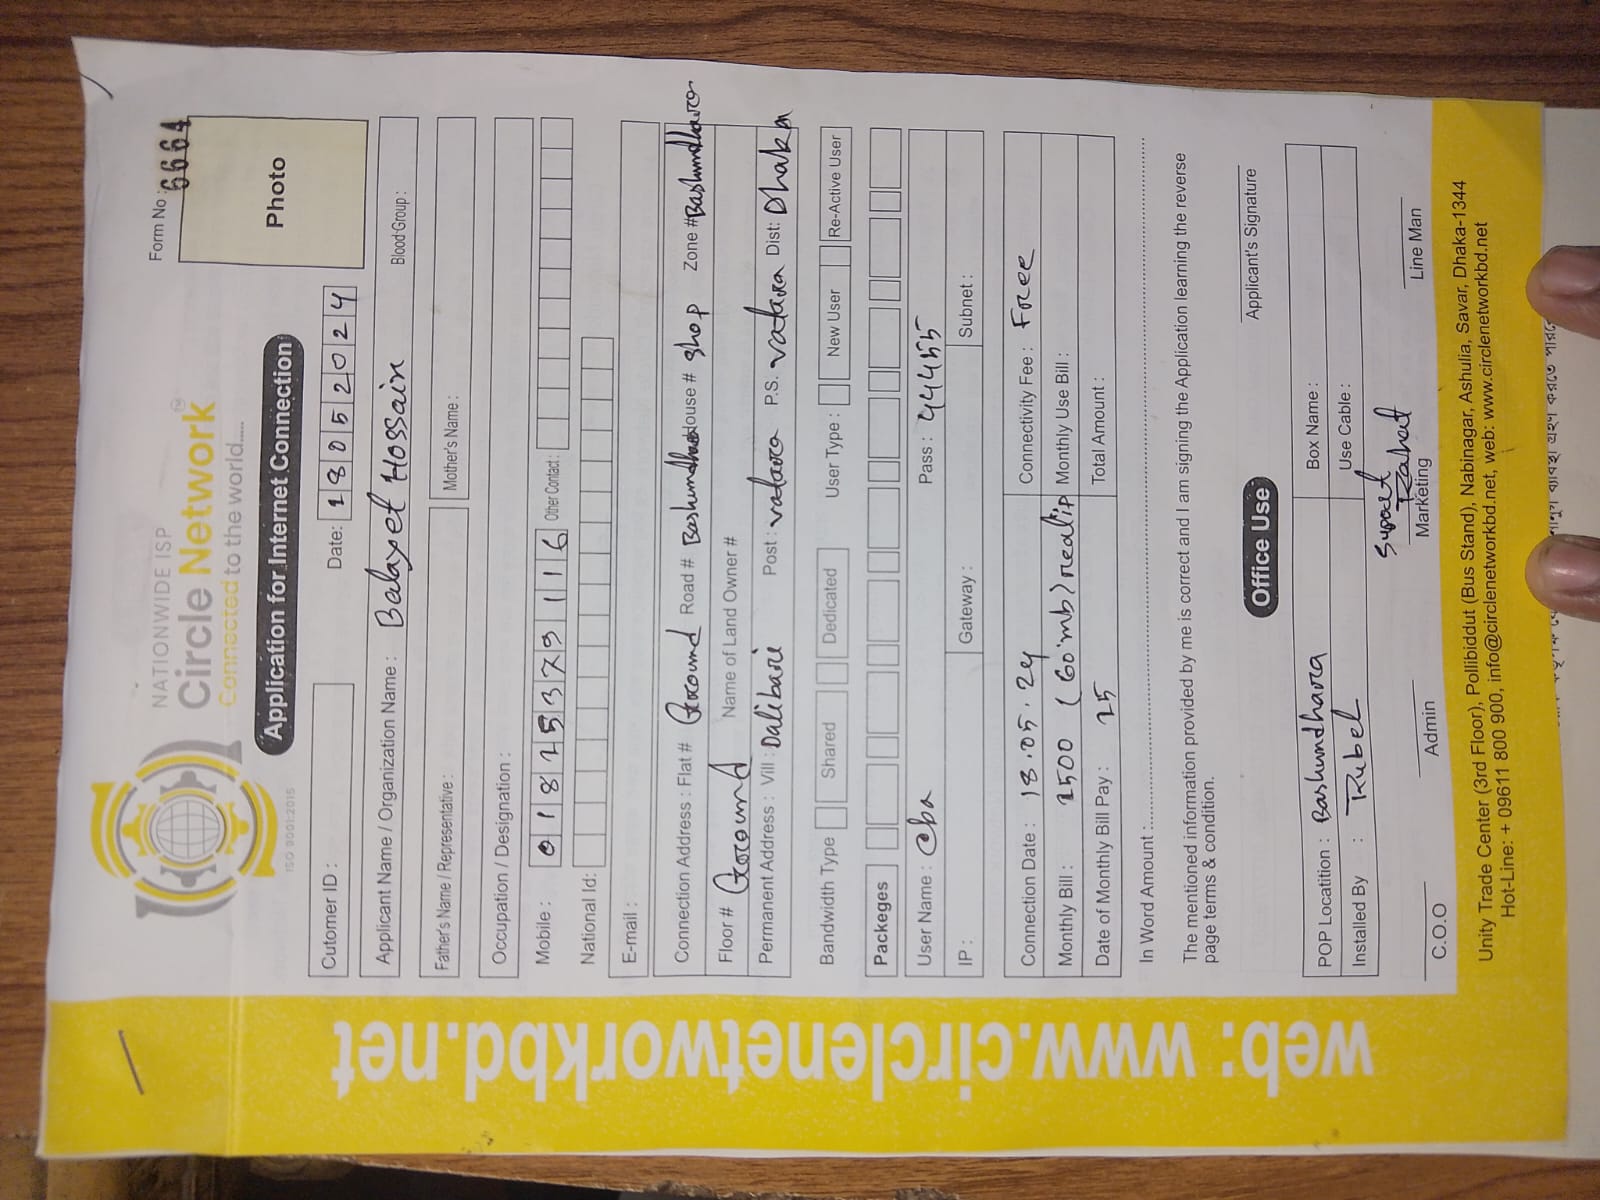 NATIONWIDE ISP
Circle Network
Connected to the world.....
ISO 9001:2015
Form No : 6664
Photo
Application for Internet Connection
Cutomer ID :
Date: 18052024
Applicant Name / Organization Name : Balayet Hossain
Blood Group :
Father's Name / Representative :
Mother's Name :
Occupation / Designation :
Mobile : 01825379116 Other Contact :
National Id:
E-mail :
Connection Address : Flat # Ground Road # Bashundhara House # Shop Zone # Bashundhara
Floor # Ground Name of Land Owner #
Permanent Address : Vill : Dalibari Post : vatara P.S. vatara Dist: Dhaka
Bandwidth Type Shared Dedicated User Type : New User Re-Active User
Packeges
User Name : @ba Pass : 44455
IP : Gateway : Subnet :
Connection Date : 18.05.24 Connectivity Fee : Free
Monthly Bill : 2500 (60 mb) realip Monthly Use Bill :
Date of Monthly Bill Pay : 25 Total Amount :
In Word Amount :
The mentioned information provided by me is correct and I am signing the Application learning the reverse
page terms & condition.
Applicant's Signature
Office Use
POP Locatition : Bashundhara Box Name :
Installed By : Rubel Use Cable :
Rahat
C.O.O Admin Marketing Line Man
Unity Trade Center (3rd Floor), Pollibiddut (Bus Stand), Nabinagar, Ashulia, Savar, Dhaka-1344
Hot-Line: + 09611 800 900, info@circlenetworkbd.net, web: www.circlenetworkbd.net
web: www.circlenetworkbd.net